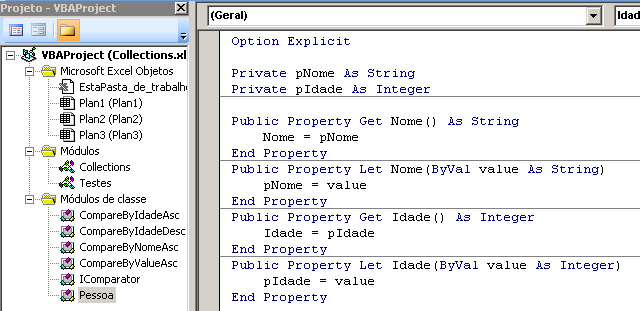 Projeto - VBAProject
VBAProject (Collections.xl
Microsoft Excel Objetos
EstaPasta_de_trabalho
Plan1 (Plan1)
Plan2 (Plan2)
Plan3 (Plan3)
Módulos
Collections
Testes
Módulos de classe
CompareByIdadeAsc
CompareByIdadeDesc
CompareByNomeAsc
CompareByValueAsc
IComparator
Pessoa
(Geral)
Idad
Option Explicit
Private pNome As String
Private pIdade As Integer
Public Property Get Nome() As String
Nome = pNome
End Property
Public Property Let Nome(ByVal value As String)
pNome = value
End Property
Public Property Get Idade() As Integer
Idade = pIdade
End Property
Public Property Let Idade(ByVal value As Integer)
pIdade = value
End Property